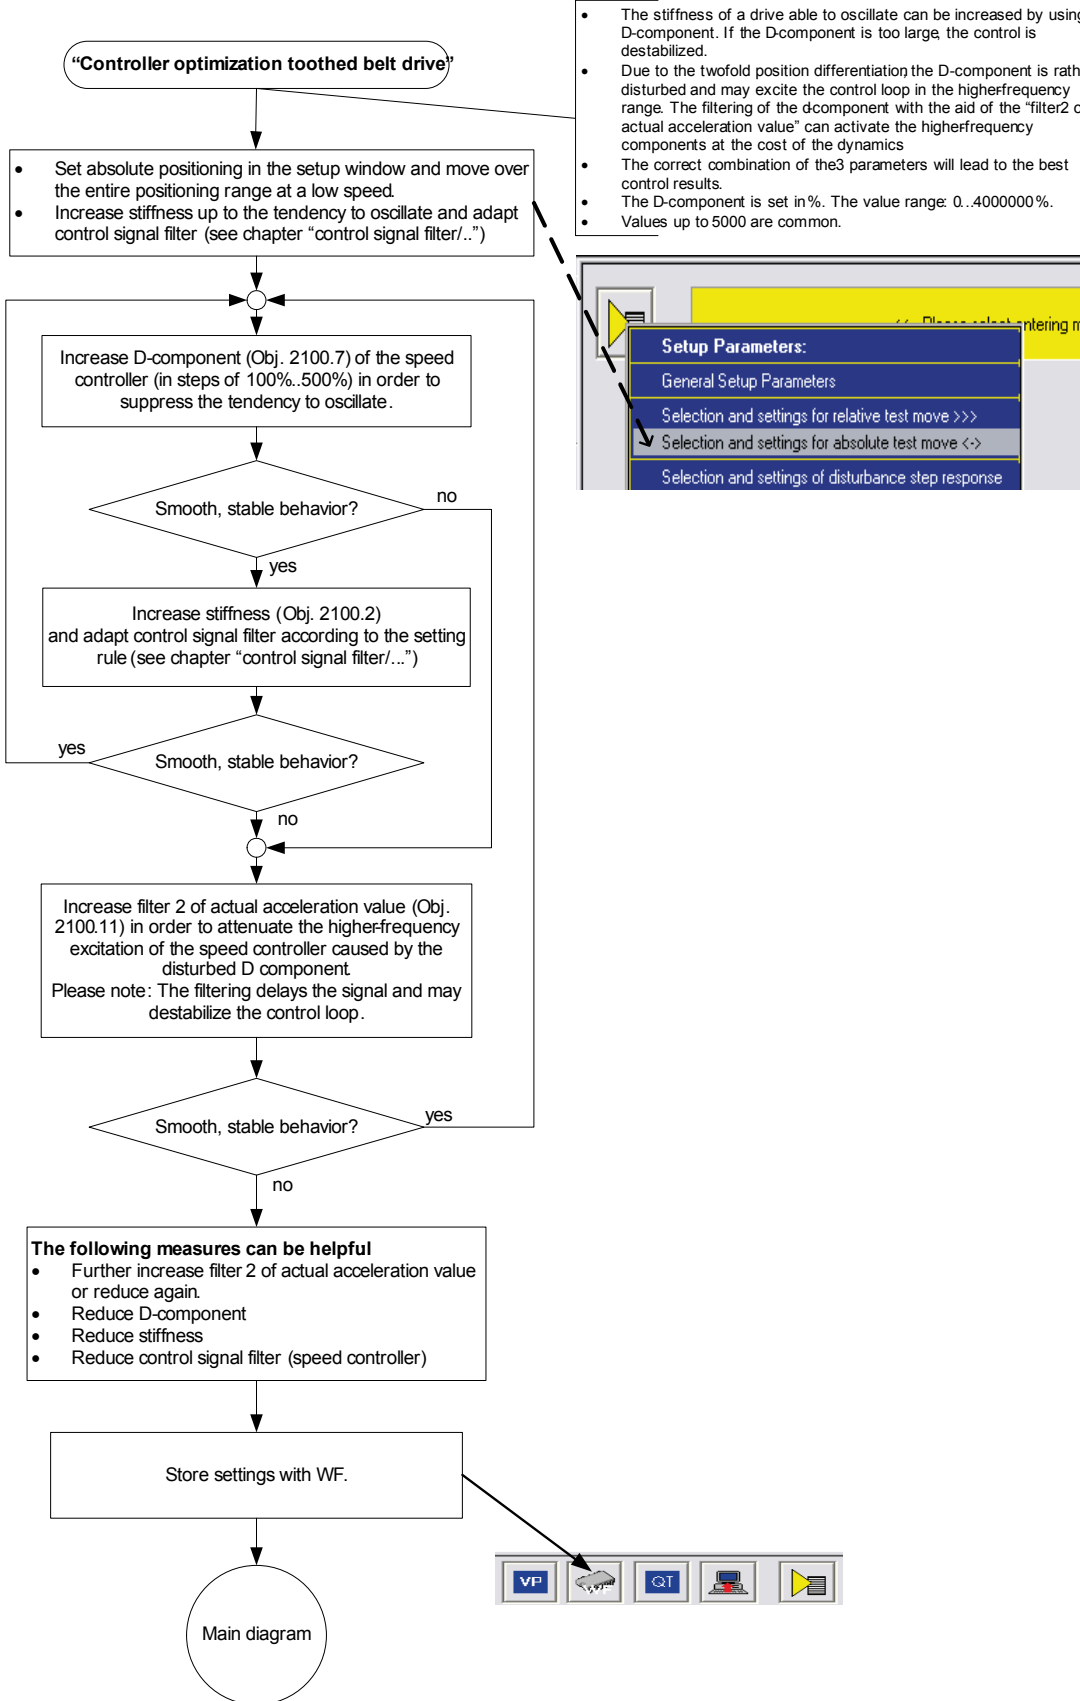 “Controller optimization toothed belt drive”
• The stiffness of a drive able to oscillate can be increased by using
D-component. If the D-component is too large, the control is
destabilized.
• Due to the twofold position differentiation, the D-component is rath
disturbed and may excite the control loop in the higher-frequency
range. The filtering of the d-component with the aid of the “filter2 o
actual acceleration value” can activate the higher-frequency
components at the cost of the dynamics
• The correct combination of the3 parameters will lead to the best
control results.
• The D-component is set in %. The value range: 0...4000000 %.
• Values up to 5000 are common.
• Set absolute positioning in the setup window and move over
the entire positioning range at a low speed.
• Increase stiffness up to the tendency to oscillate and adapt
control signal filter (see chapter “control signal filter/..”)
<< Please select entering m
Setup Parameters:
General Setup Parameters
Selection and settings for relative test move >>>
Selection and settings for absolute test move <->
Selection and settings of disturbance step response
Increase D-component (Obj. 2100.7) of the speed
controller (in steps of 100%..500%) in order to
suppress the tendency to oscillate.
Smooth, stable behavior?
no
yes
Increase stiffness (Obj. 2100.2)
and adapt control signal filter according to the setting
rule (see chapter “control signal filter/...”)
Smooth, stable behavior?
yes
no
Increase filter 2 of actual acceleration value (Obj.
2100.11) in order to attenuate the higher-frequency
excitation of the speed controller caused by the
disturbed D component.
Please note: The filtering delays the signal and may
destabilize the control loop.
Smooth, stable behavior?
yes
no
The following measures can be helpful
• Further increase filter 2 of actual acceleration value
or reduce again.
• Reduce D-component
• Reduce stiffness
• Reduce control signal filter (speed controller)
Store settings with WF.
VP
QT
Main diagram